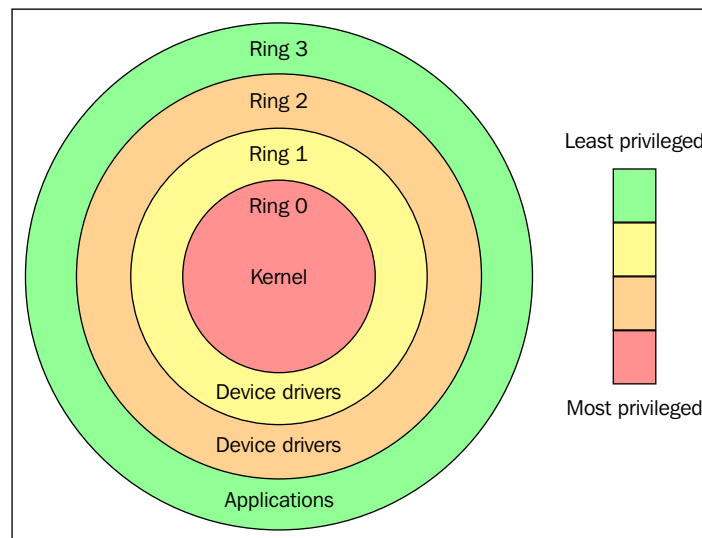 Ring 3
Ring 2
Ring 1
Ring 0
Kernel
Device drivers
Device drivers
Applications
Least privileged
Most privileged